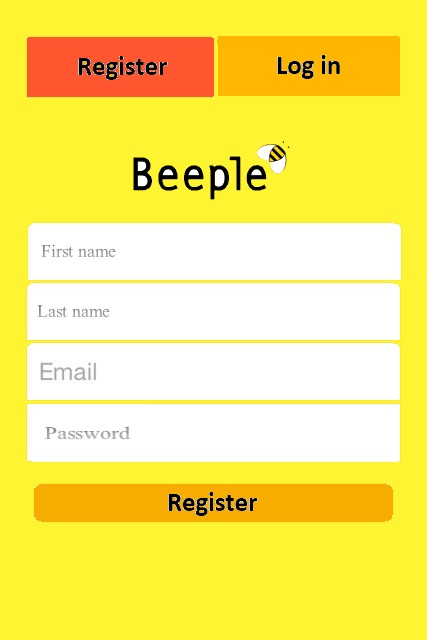 Register Log in
Beeple
First name
Last name
Email
Password
Register